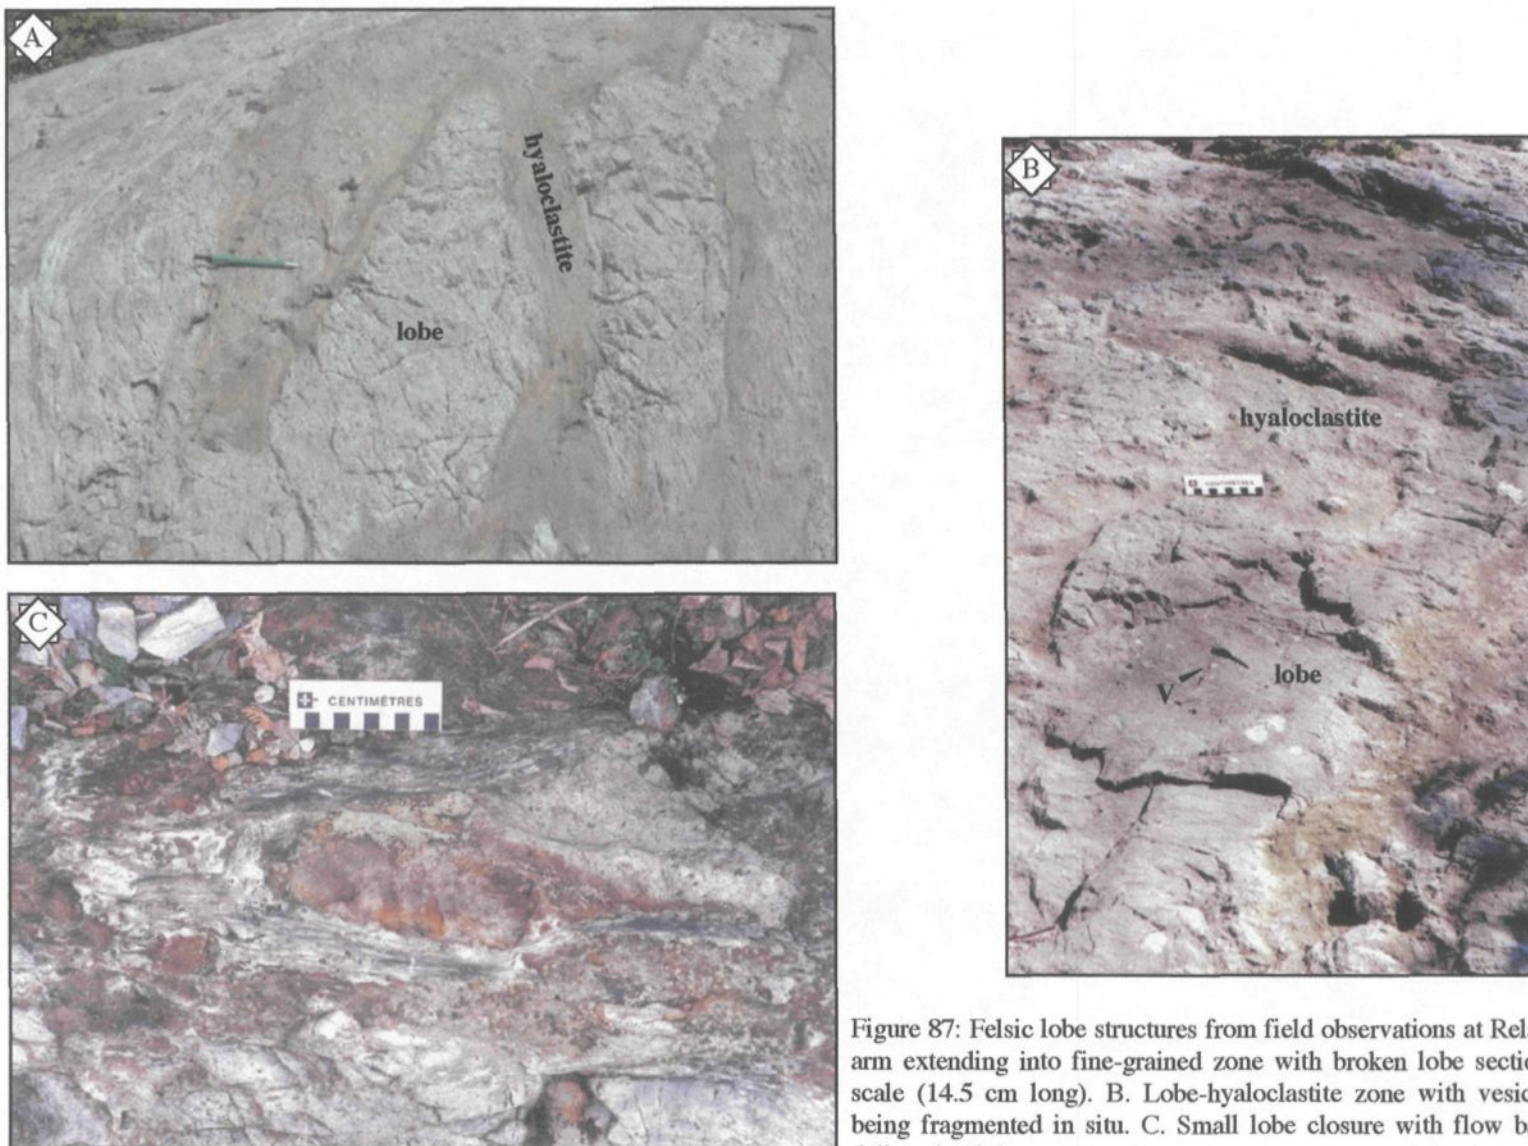 A
hyaloclastite
lobe
B
hyaloclastite
CENTIMETRES
V
lobe
C
CENTIMÈTRES
Figure 87: Felsic lobe structures from field observations at
arm extending into fine-grained zone with broken lobe
scale (14.5 cm long). B. Lobe-hyaloclastite zone with
being fragmented in situ. C. Small lobe closure with flow